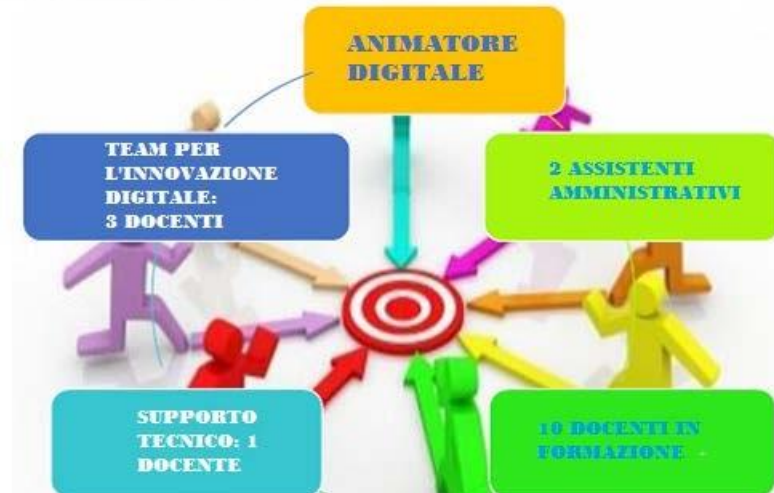 ANIMATORE
DIGITALE
TEAM PER
L'INNOVAZIONE
DIGITALE:
3 DOCENTI
2 ASSISTENTI
AMMINISTRATIVI
SUPPORTO
TECNICO: 1
DOCENTE
10 DOCENTI IN
FORMAZIONE